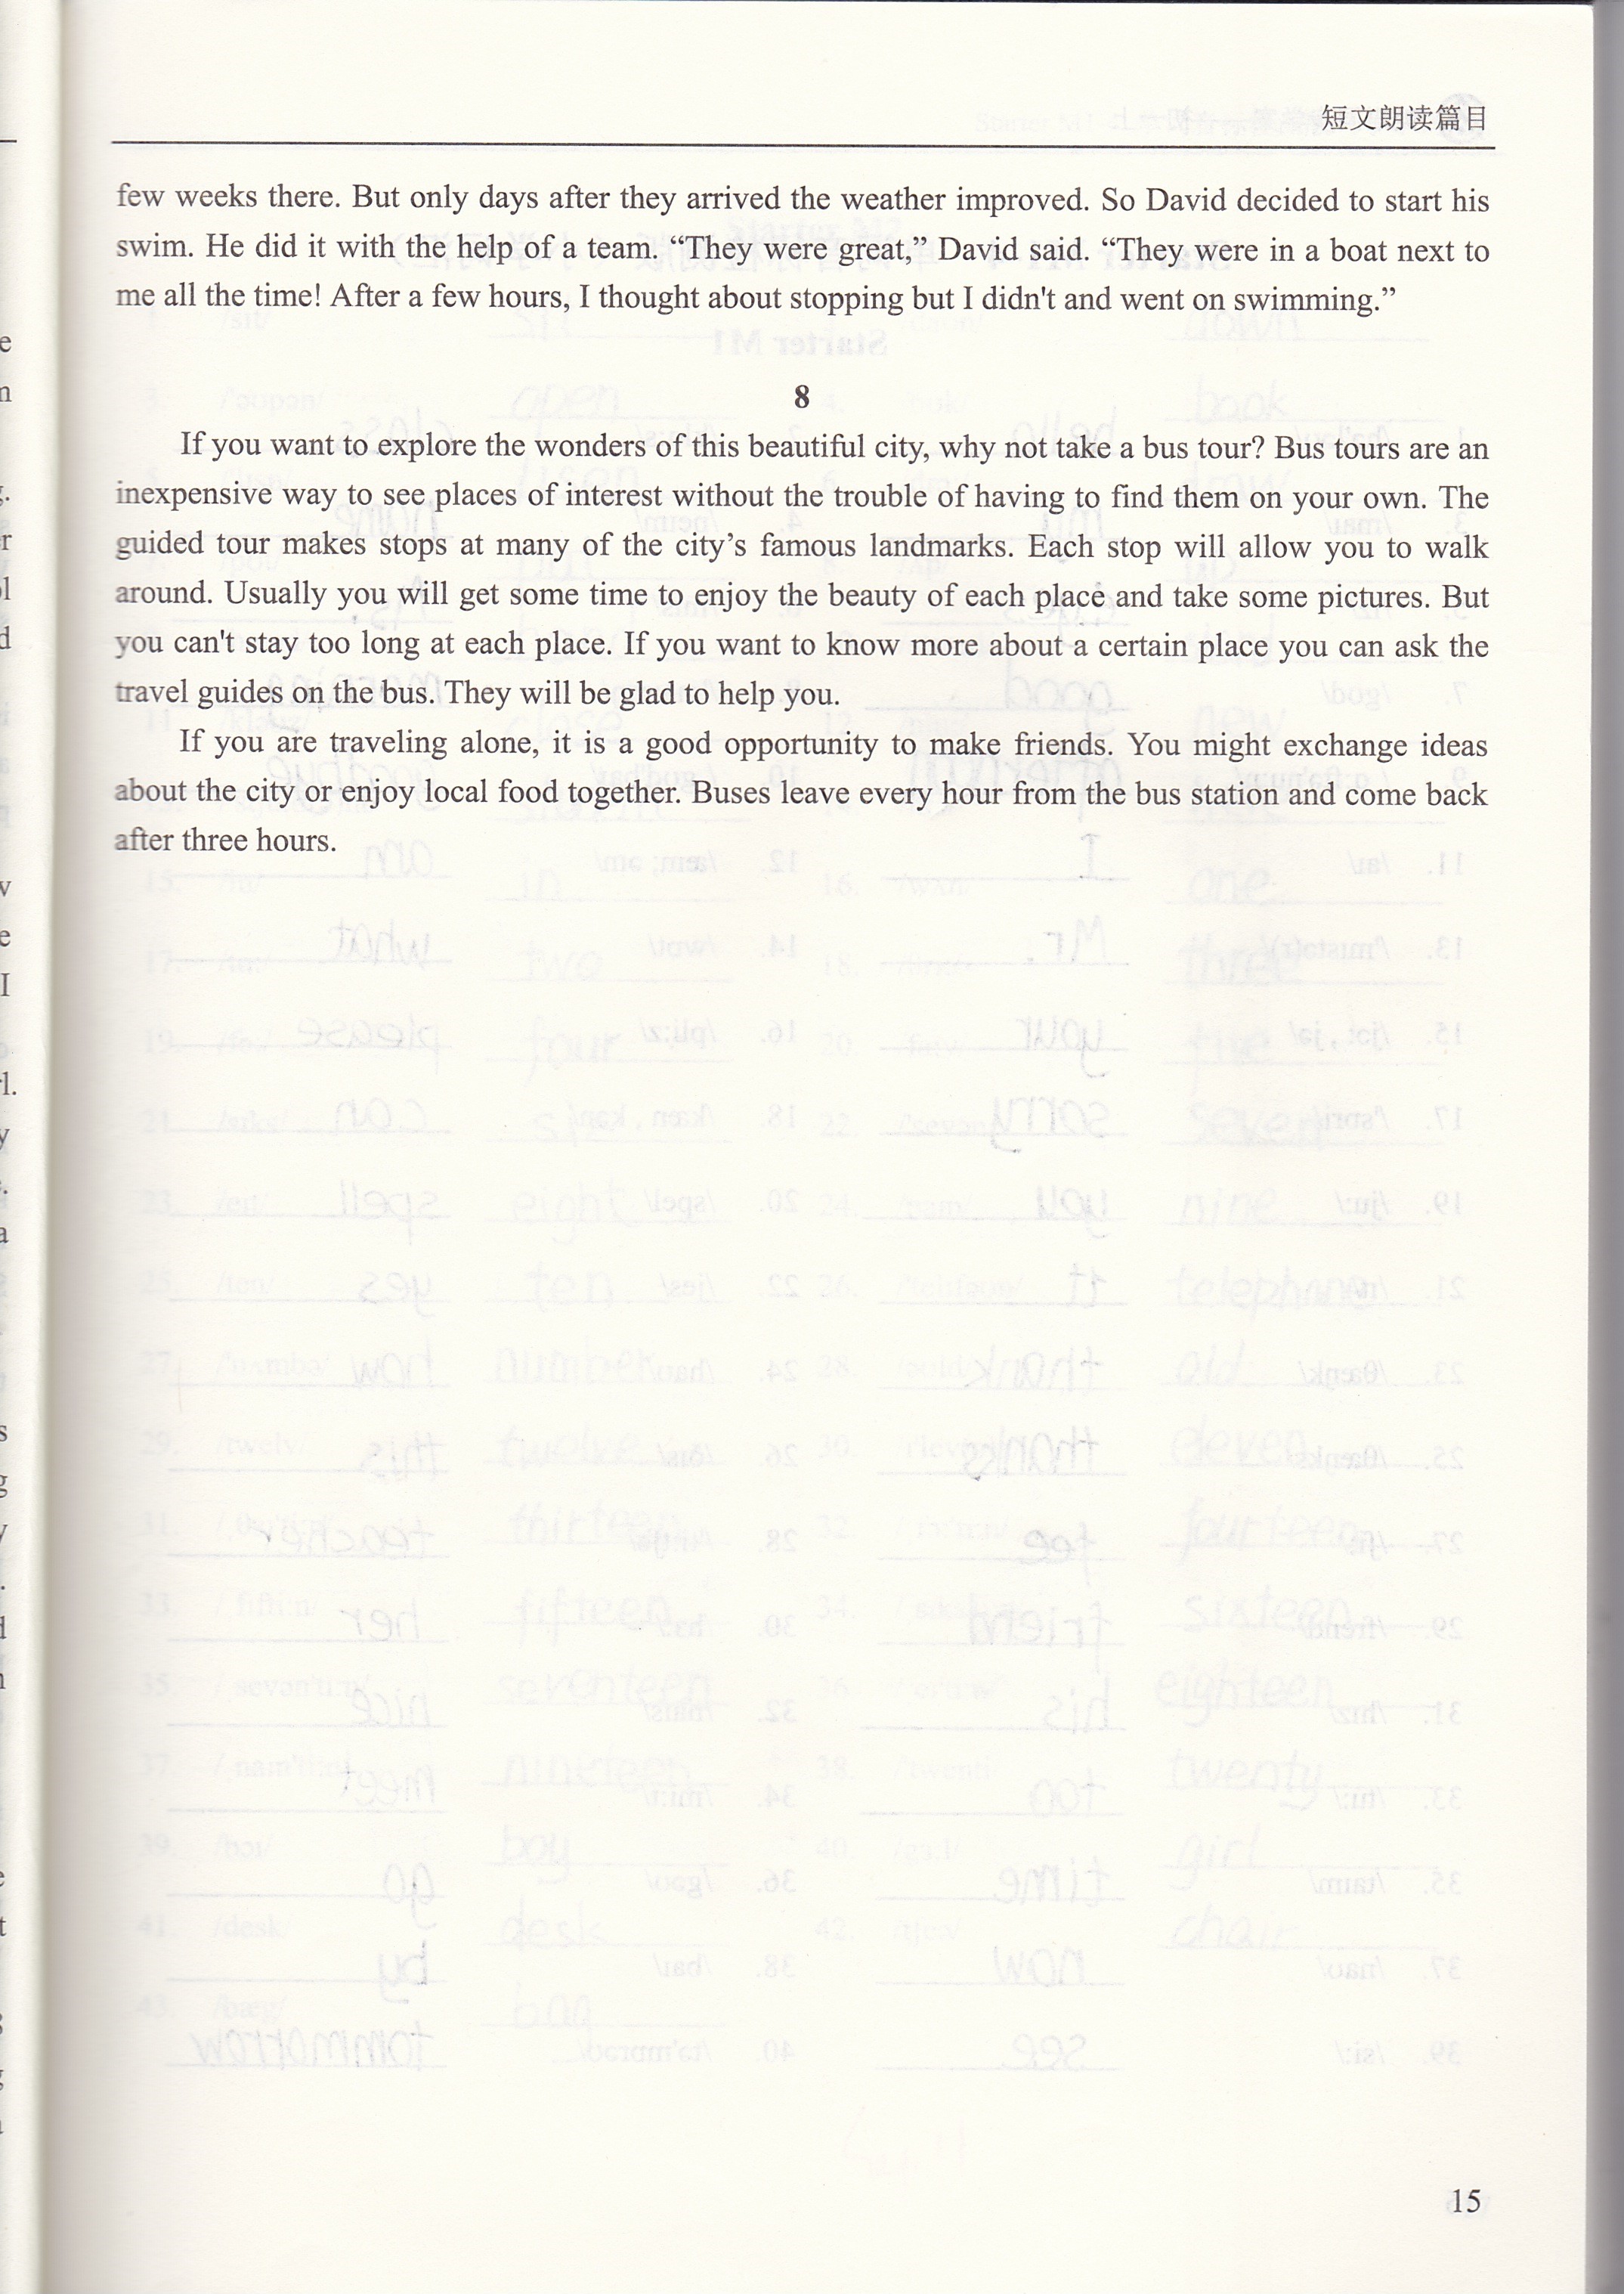 短文朗读篇目
few weeks there. But only days after they arrived the weather improved. So David decided to start his
swim. He did it with the help of a team. “They were great,” David said. “They were in a boat next to
me all the time! After a few hours, I thought about stopping but I didn't and went on swimming.”
8
If you want to explore the wonders of this beautiful city, why not take a bus tour? Bus tours are an
inexpensive way to see places of interest without the trouble of having to find them on your own. The
guided tour makes stops at many of the city’s famous landmarks. Each stop will allow you to walk
around. Usually you will get some time to enjoy the beauty of each place and take some pictures. But
you can't stay too long at each place. If you want to know more about a certain place you can ask the
travel guides on the bus. They will be glad to help you.
If you are traveling alone, it is a good opportunity to make friends. You might exchange ideas
about the city or enjoy local food together. Buses leave every hour from the bus station and come back
after three hours.
15